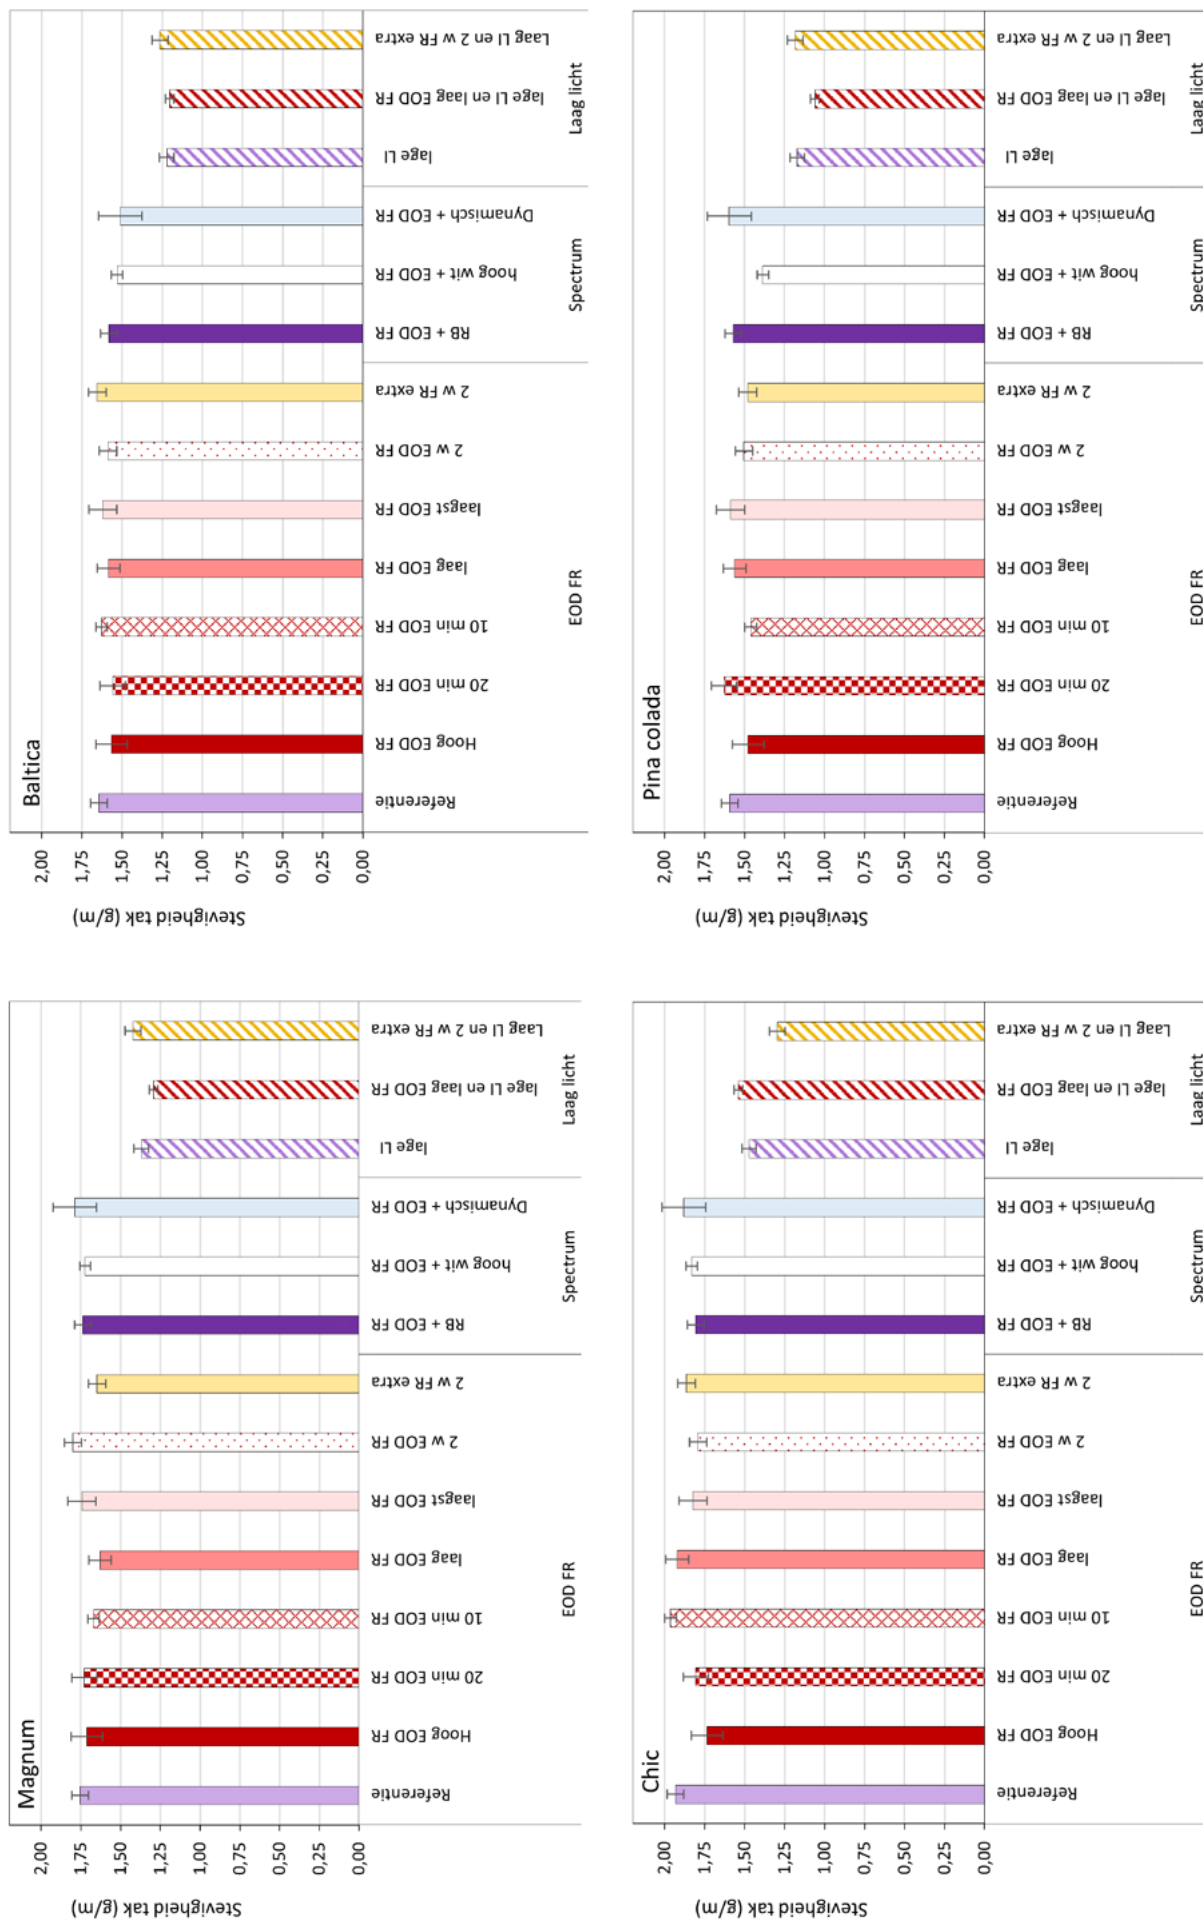 Magnum
Stevigheid tak (g/m)
2,00
1,75
1,50
1,25
1,00
0,75
0,50
0,25
0,00
Referentie
Hoog EOD FR
20 min EOD FR
10 min EOD FR
laag EOD FR
laagst EOD FR
2 w EOD FR
2 w FR extra
RB + EOD FR
hoog wit + EOD FR
Dynamisch + EOD FR
lage LI
lage LI en laag EOD FR
Laag LI en 2 w FR extra
EOD FR
Spectrum
Laag licht
Baltica
Stevigheid tak (g/m)
2,00
1,75
1,50
1,25
1,00
0,75
0,50
0,25
0,00
Referentie
Hoog EOD FR
20 min EOD FR
10 min EOD FR
laag EOD FR
laagst EOD FR
2 w EOD FR
2 w FR extra
RB + EOD FR
hoog wit + EOD FR
Dynamisch + EOD FR
lage LI
lage LI en laag EOD FR
Laag LI en 2 w FR extra
EOD FR
Spectrum
Laag licht
Chic
Stevigheid tak (g/m)
2,00
1,75
1,50
1,25
1,00
0,75
0,50
0,25
0,00
Referentie
Hoog EOD FR
20 min EOD FR
10 min EOD FR
laag EOD FR
laagst EOD FR
2 w EOD FR
2 w FR extra
RB + EOD FR
hoog wit + EOD FR
Dynamisch + EOD FR
lage LI
lage LI en laag EOD FR
Laag LI en 2 w FR extra
EOD FR
Spectrum
Laag licht
Pina colada
Stevigheid tak (g/m)
2,00
1,75
1,50
1,25
1,00
0,75
0,50
0,25
0,00
Referentie
Hoog EOD FR
20 min EOD FR
10 min EOD FR
laag EOD FR
laagst EOD FR
2 w EOD FR
2 w FR extra
RB + EOD FR
hoog wit + EOD FR
Dynamisch + EOD FR
lage LI
lage LI en laag EOD FR
Laag LI en 2 w FR extra
EOD FR
Spectrum
Laag licht